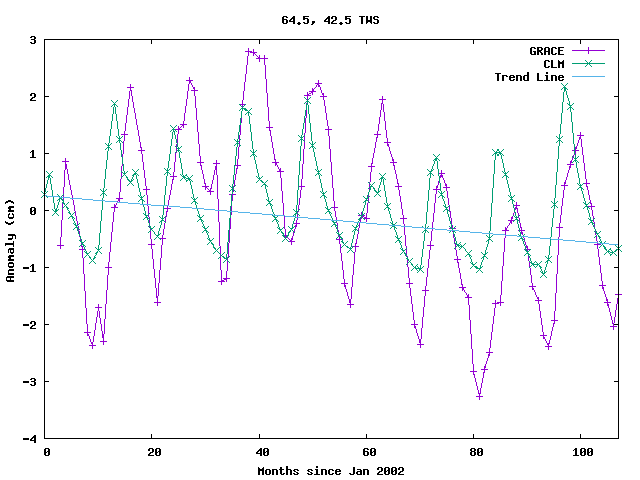 64.5, 42.5 TWS
GRACE
CLM
Trend Line
3
2
1
0
-1
-2
-3
-4
Anomaly (cm)
0 20 40 60 80 100
Months since Jan 2002